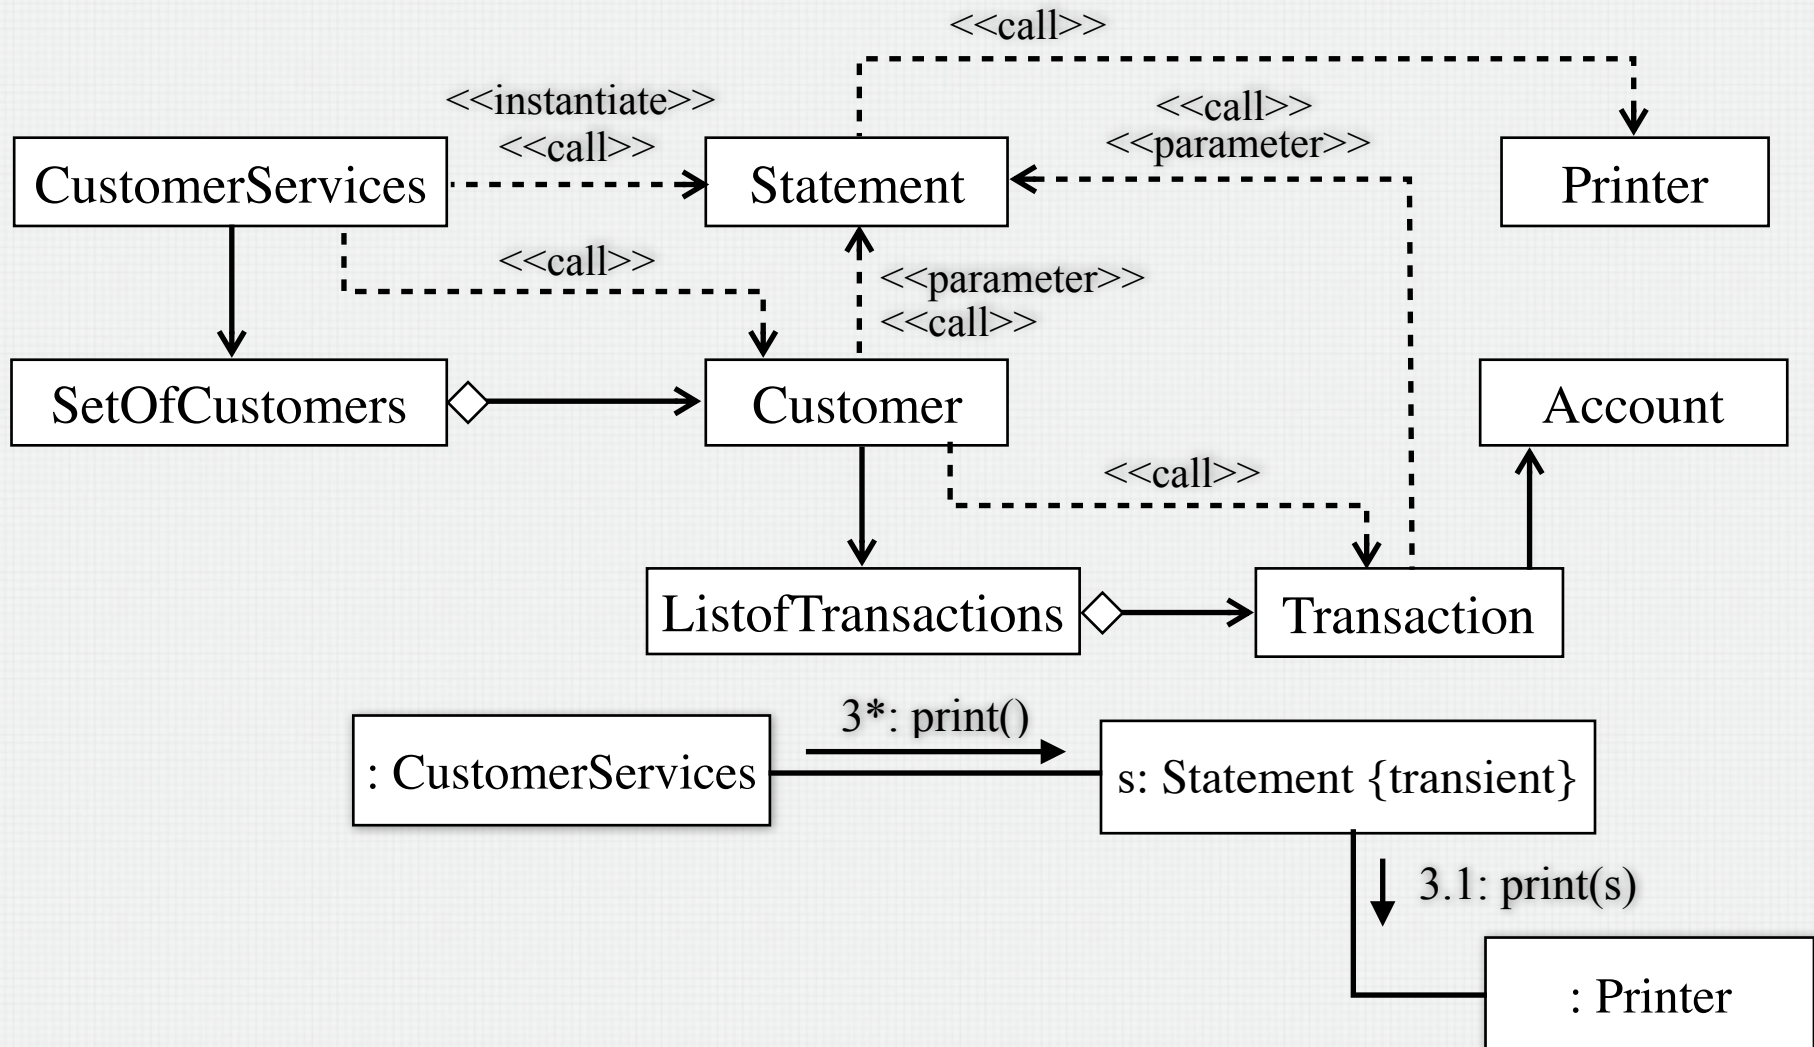 <<call>>
<<instantiate>>
<<call>>
<<call>>
<<parameter>>
CustomerServices
Statement
Printer
<<call>>
<<parameter>>
<<call>>
SetOfCustomers
Customer
Account
<<call>>
ListofTransactions
Transaction
3*: print()
: CustomerServices
s: Statement {transient}
3.1: print(s)
: Printer